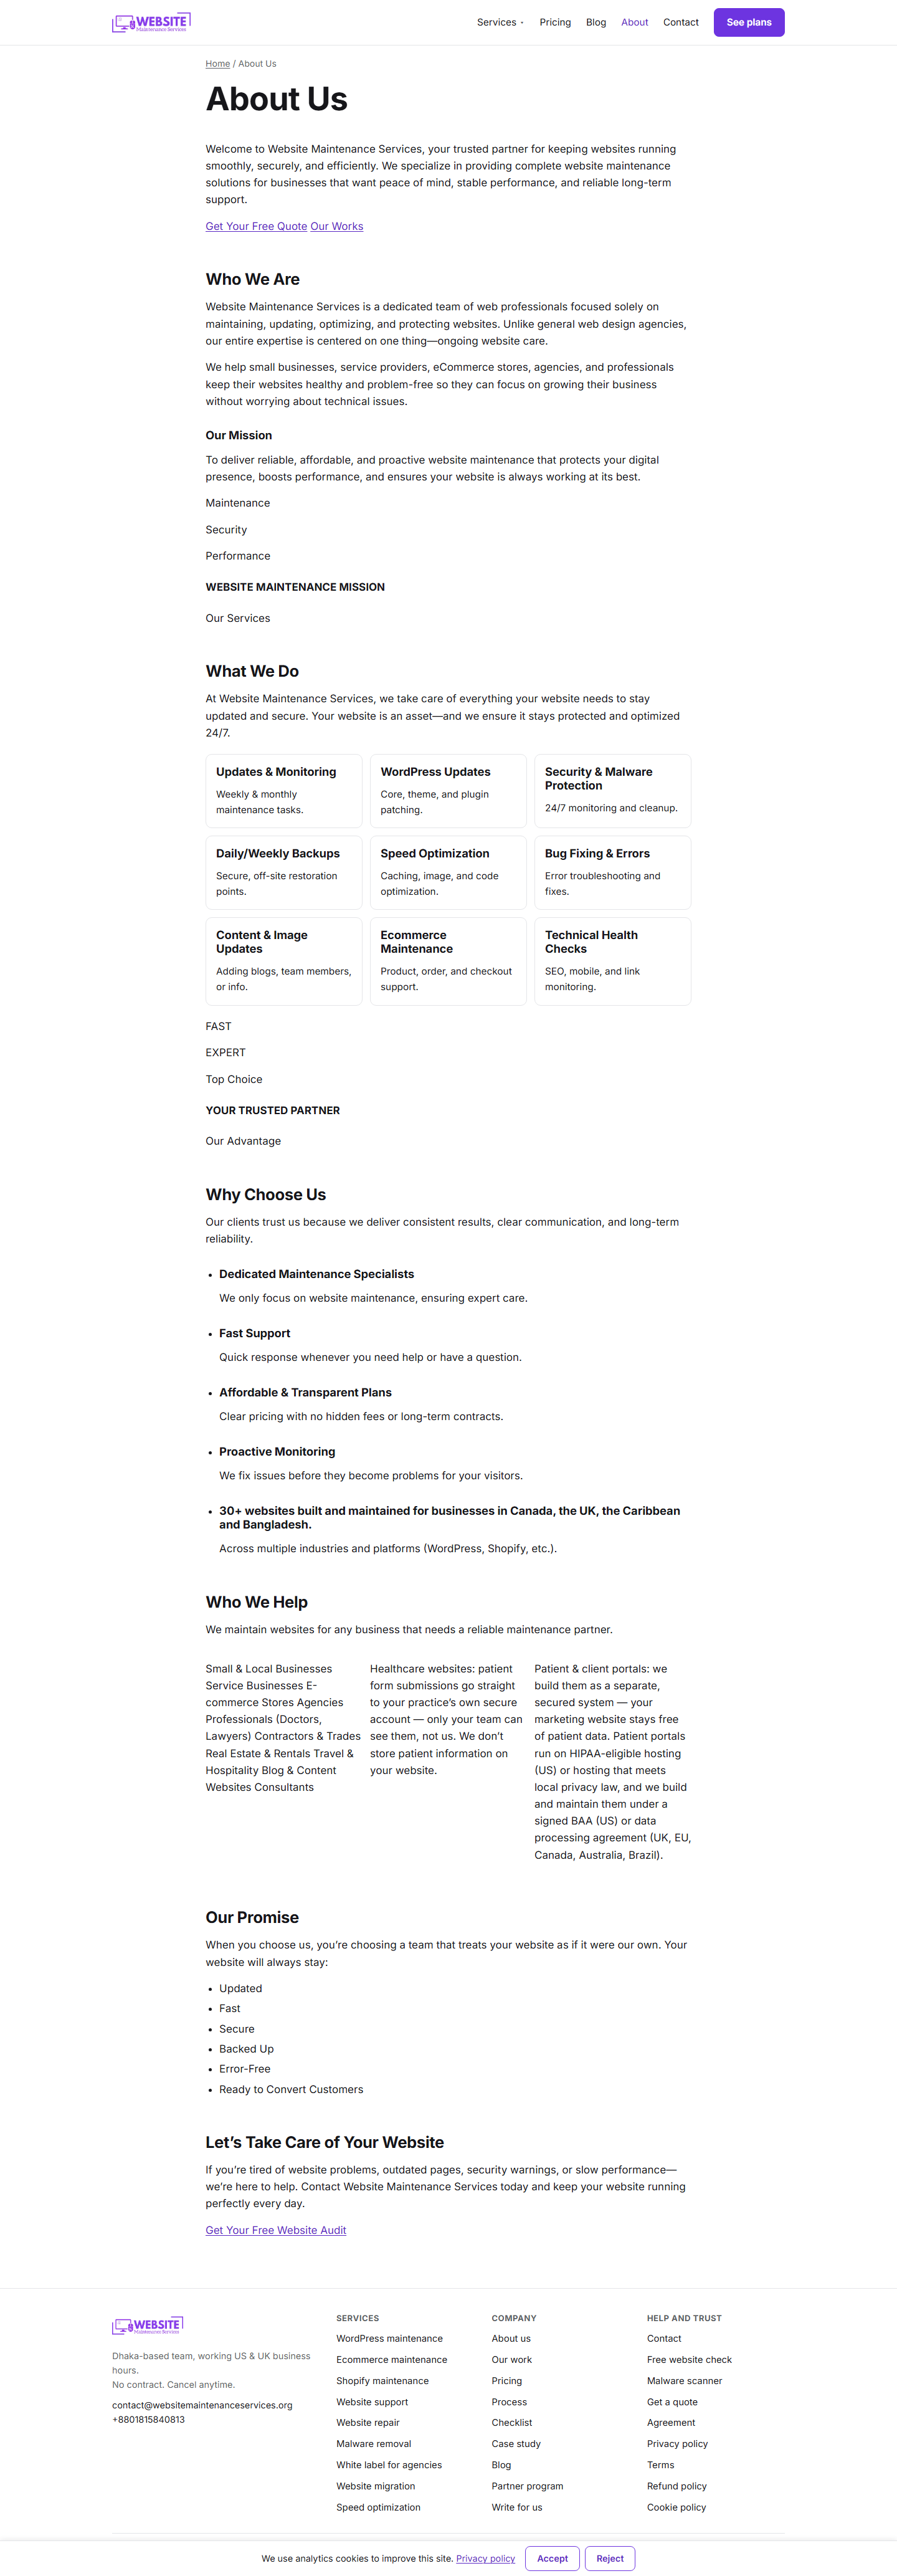 WEBSITE
Maintenance Services
Services
Pricing
Blog
About
Contact
See plans
Home / About Us
About Us
Welcome to Website Maintenance Services, your trusted partner for keeping websites running
smoothly, securely, and efficiently. We specialize in providing complete website maintenance
solutions for businesses that want peace of mind, stable performance, and reliable long-term
support.
Get Your Free Quote Our Works
Who We Are
Website Maintenance Services is a dedicated team of web professionals focused solely on
maintaining, updating, optimizing, and protecting websites. Unlike general web design agencies,
our entire expertise is centered on one thing—ongoing website care.
We help small businesses, service providers, eCommerce stores, agencies, and professionals
keep their websites healthy and problem-free so they can focus on growing their business
without worrying about technical issues.
Our Mission
To deliver reliable, affordable, and proactive website maintenance that protects your digital
presence, boosts performance, and ensures your website is always working at its best.
Maintenance
Security
Performance
WEBSITE MAINTENANCE MISSION
Our Services
What We Do
At Website Maintenance Services, we take care of everything your website needs to stay
updated and secure. Your website is an asset—and we ensure it stays protected and optimized
24/7.
Updates & Monitoring
Weekly & monthly
maintenance tasks.
WordPress Updates
Core, theme, and plugin
patching.
Security & Malware
Protection
24/7 monitoring and cleanup.
Daily/Weekly Backups
Secure, off-site restoration
points.
Speed Optimization
Caching, image, and code
optimization.
Bug Fixing & Errors
Error troubleshooting and
fixes.
Content & Image
Updates
Adding blogs, team members,
or info.
Ecommerce
Maintenance
Product, order, and checkout
support.
Technical Health
Checks
SEO, mobile, and link
monitoring.
FAST
EXPERT
Top Choice
YOUR TRUSTED PARTNER
Our Advantage
Why Choose Us
Our clients trust us because we deliver consistent results, clear communication, and long-term
reliability.
• Dedicated Maintenance Specialists
We only focus on website maintenance, ensuring expert care.
• Fast Support
Quick response whenever you need help or have a question.
• Affordable & Transparent Plans
Clear pricing with no hidden fees or long-term contracts.
• Proactive Monitoring
We fix issues before they become problems for your visitors.
• 30+ websites built and maintained for businesses in Canada, the UK, the Caribbean
and Bangladesh.
Across multiple industries and platforms (WordPress, Shopify, etc.).
Who We Help
We maintain websites for any business that needs a reliable maintenance partner.
Small & Local Businesses
Service Businesses E-
commerce Stores Agencies
Professionals (Doctors,
Lawyers) Contractors & Trades
Real Estate & Rentals Travel &
Hospitality Blog & Content
Websites Consultants
Healthcare websites: patient
form submissions go straight
to your practice’s own secure
account — only your team can
see them, not us. We don’t
store patient information on
your website.
Patient & client portals: we
build them as a separate,
secured system — your
marketing website stays free
of patient data. Patient portals
run on HIPAA-eligible hosting
(US) or hosting that meets
local privacy law, and we build
and maintain them under a
signed BAA (US) or data
processing agreement (UK, EU,
Canada, Australia, Brazil).
Our Promise
When you choose us, you’re choosing a team that treats your website as if it were our own. Your
website will always stay:
• Updated
• Fast
• Secure
• Backed Up
• Error-Free
• Ready to Convert Customers
Let’s Take Care of Your Website
If you’re tired of website problems, outdated pages, security warnings, or slow performance—
we’re here to help. Contact Website Maintenance Services today and keep your website running
perfectly every day.
Get Your Free Website Audit
WEBSITE
Maintenance Services
Dhaka-based team, working US & UK business
hours.
No contract. Cancel anytime.
contact@websitemaintenanceservices.org
+8801815840813
SERVICES
WordPress maintenance
Ecommerce maintenance
Shopify maintenance
Website support
Website repair
Malware removal
White label for agencies
Website migration
Speed optimization
COMPANY
About us
Our work
Pricing
Process
Checklist
Case study
Blog
Partner program
Write for us
HELP AND TRUST
Contact
Free website check
Malware scanner
Get a quote
Agreement
Privacy policy
Terms
Refund policy
Cookie policy
We use analytics cookies to improve this site. Privacy policy
Accept
Reject